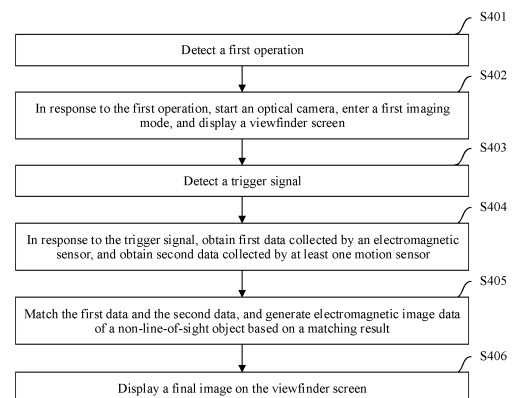 S401
Detect a first operation
S402
In response to the first operation, start an optical camera, enter a first imaging
mode, and display a viewfinder screen
S403
Detect a trigger signal
S404
In response to the trigger signal, obtain first data collected by an electromagnetic
sensor, and obtain second data collected by at least one motion sensor
S405
Match the first data and the second data, and generate electromagnetic image data
of a non-line-of-sight object based on a matching result
S406
Display a final image on the viewfinder screen